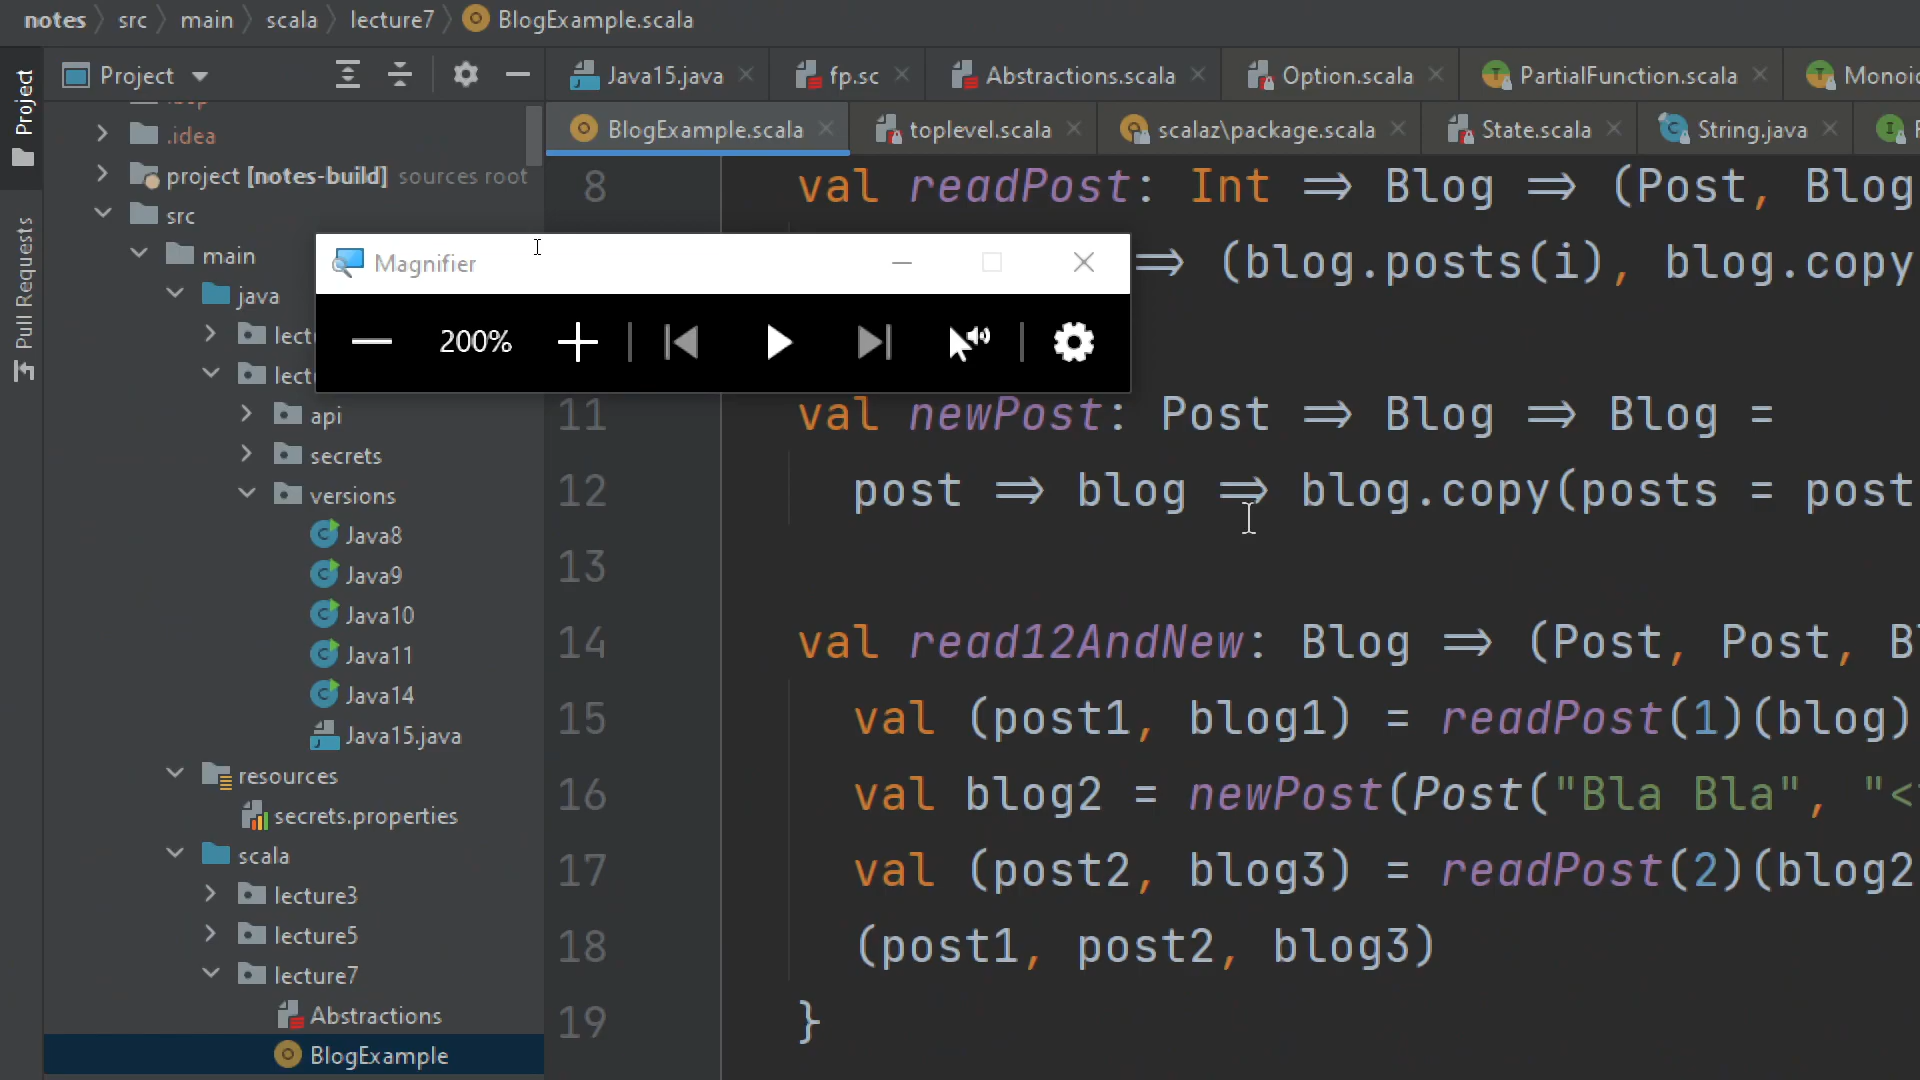 notes src main scala lecture7 BlogExample.scala
Project
Pull Requests
Project
Java15.java fp.sc Abstractions.scala Option.scala PartialFunction.scala
BlogExample.scala toplevel.scala scalaz\package.scala State.scala String.java
.idea
project [notes-build] sources root
src
main
java
api
secrets
versions
Java8
Java9
Java10
Java11
Java14
Java15.java
resources
secrets.properties
scala
lecture3
lecture5
lecture7
Abstractions
BlogExample
Magnifier
200%
8 val readPost: Int ⇒ Blog ⇒ (Post, Blog
⇒ (blog.posts(i), blog.copy
11 val newPost: Post ⇒ Blog ⇒ Blog =
12 post ⇒ blog ⇒ blog.copy(posts = post
13
14 val read12AndNew: Blog ⇒ (Post, Post,
15 val (post1, blog1) = readPost(1)(blog)
16 val blog2 = newPost(Post("Bla Bla", "<
17 val (post2, blog3) = readPost(2)(blog2
18 (post1, post2, blog3)
19 }